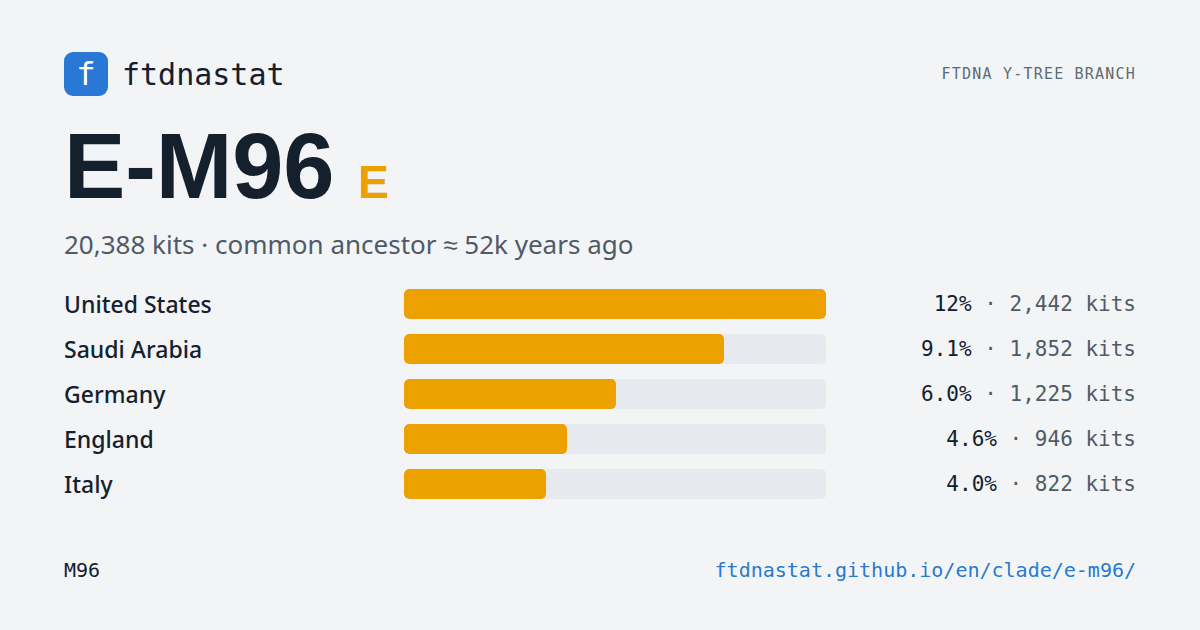 f ftdnastat
FTDNA Y-TREE BRANCH
E-M96 E
20,388 kits · common ancestor ≈ 52k years ago
United States 12% · 2,442 kits
Saudi Arabia 9.1% · 1,852 kits
Germany 6.0% · 1,225 kits
England 4.6% · 946 kits
Italy 4.0% · 822 kits
M96 ftdnastat.github.io/en/clade/e-m96/